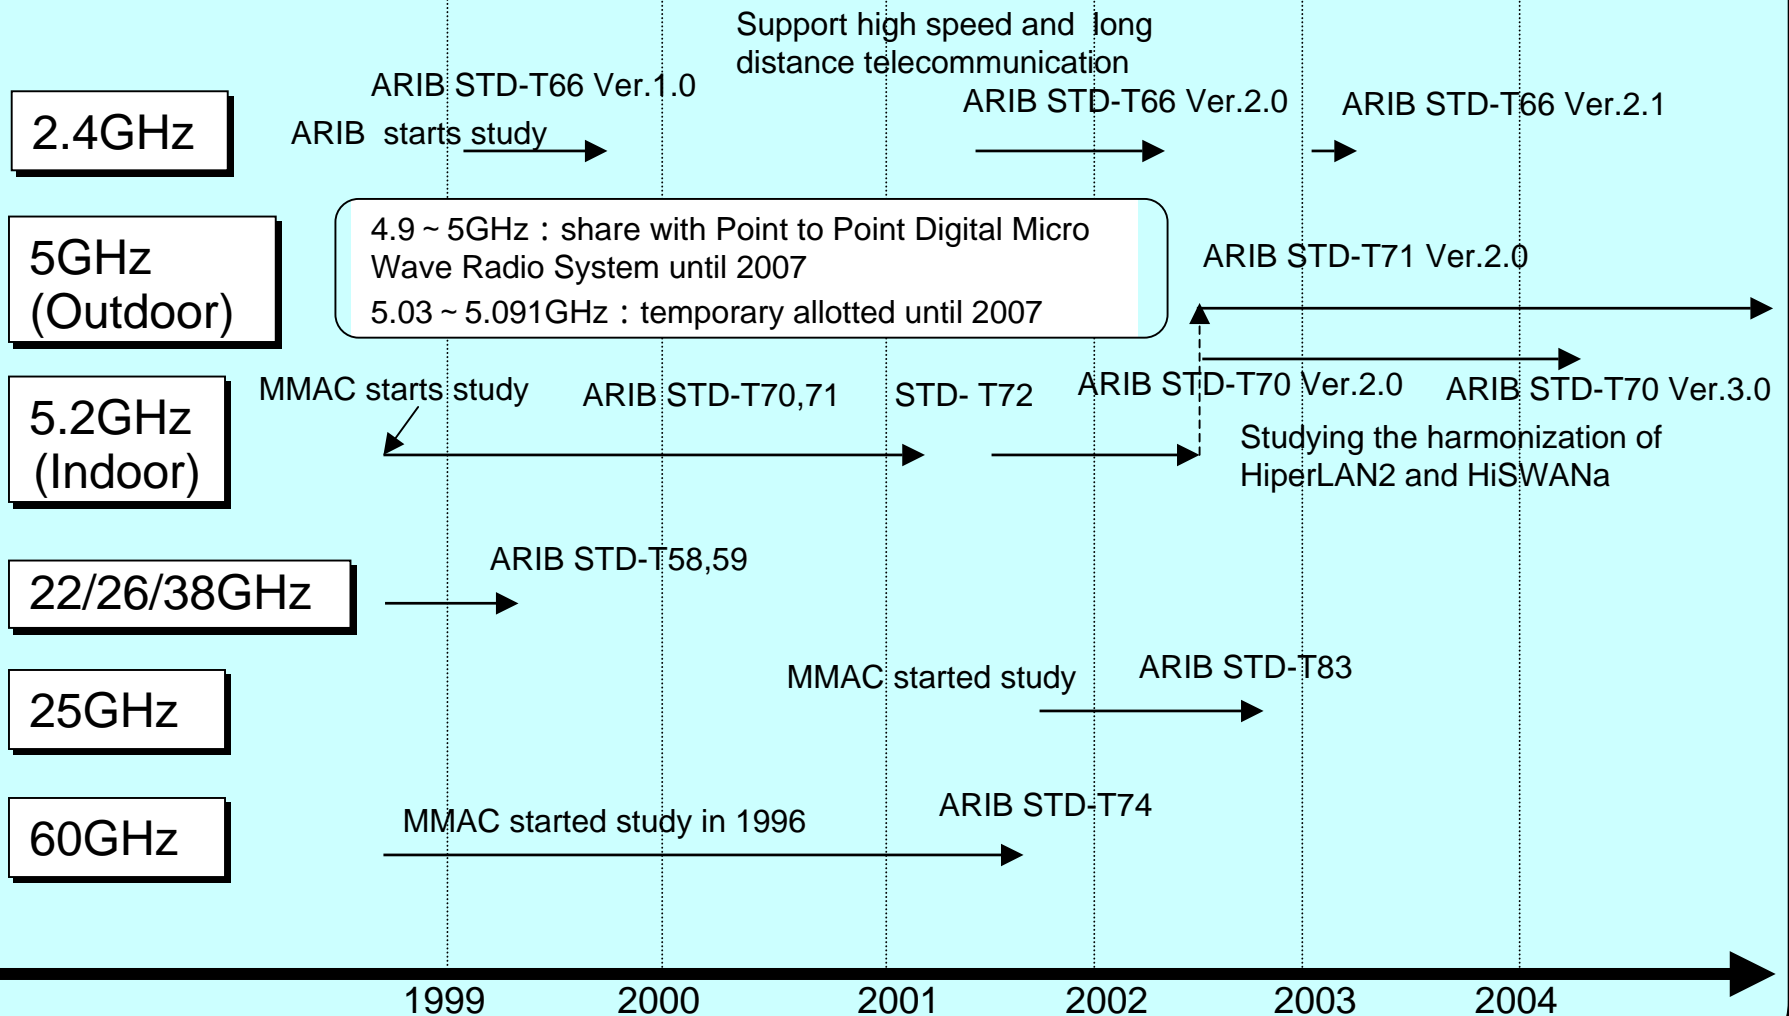 Support high speed and long
distance telecommunication
2.4GHz
ARIB STD-T66 Ver.1.0
ARIB starts study
ARIB STD-T66 Ver.2.0
ARIB STD-T66 Ver.2.1
5GHz
(Outdoor)
4.9 ~ 5GHz : share with Point to Point Digital Micro
Wave Radio System until 2007
5.03 ~ 5.091GHz : temporary allotted until 2007
ARIB STD-T71 Ver.2.0
5.2GHz
(Indoor)
MMAC starts study
ARIB STD-T70,71
STD- T72
ARIB STD-T70 Ver.2.0
ARIB STD-T70 Ver.3.0
Studying the harmonization of
HiperLAN2 and HiSWANa
22/26/38GHz
ARIB STD-T58,59
25GHz
MMAC started study
ARIB STD-T83
60GHz
MMAC started study in 1996
ARIB STD-T74
1999 2000 2001 2002 2003 2004